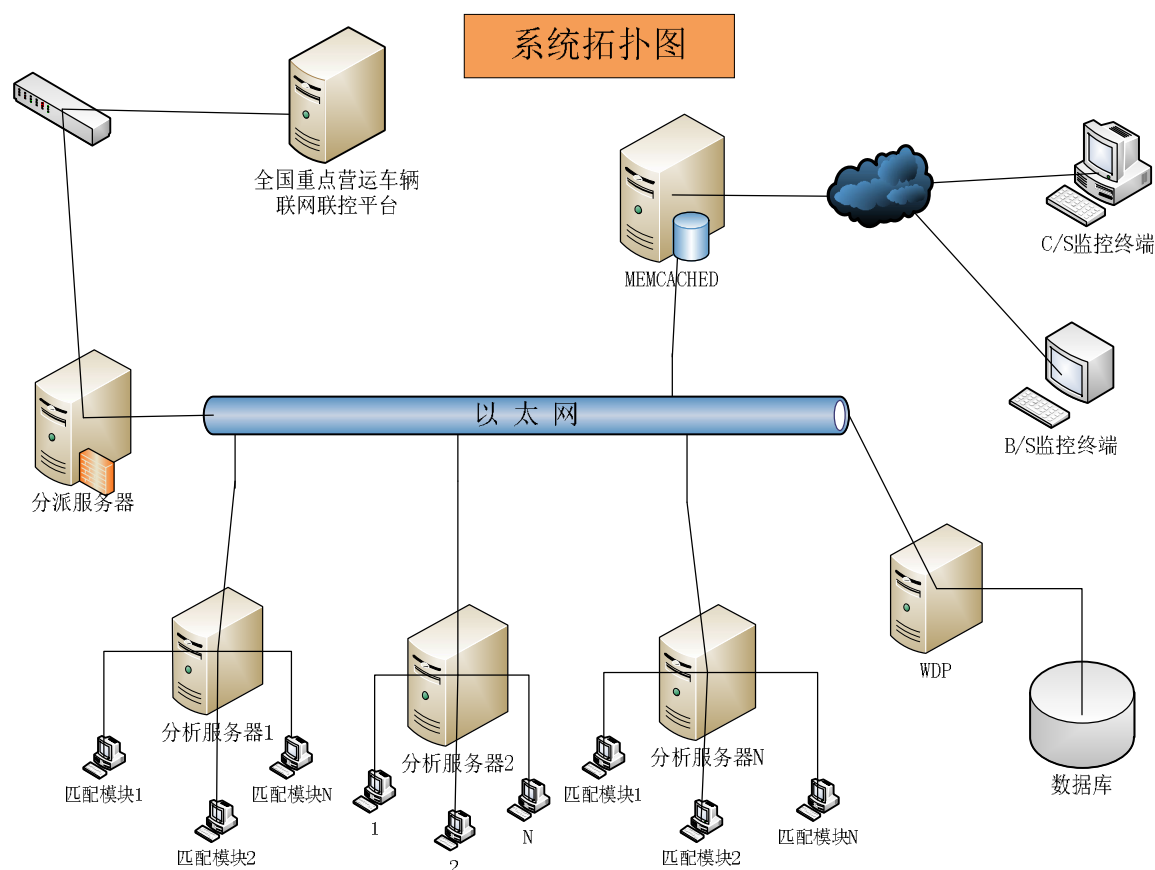 系统拓扑图
全国重点营运车辆
联网联控平台
C/S监控终端
MEMCACHED
以太网
B/S监控终端
分派服务器
WDP
分析服务器1
分析服务器2
分析服务器N
数据库
匹配模块1
匹配模块N
匹配模块2
1
2
N
匹配模块1
匹配模块2
匹配模块N